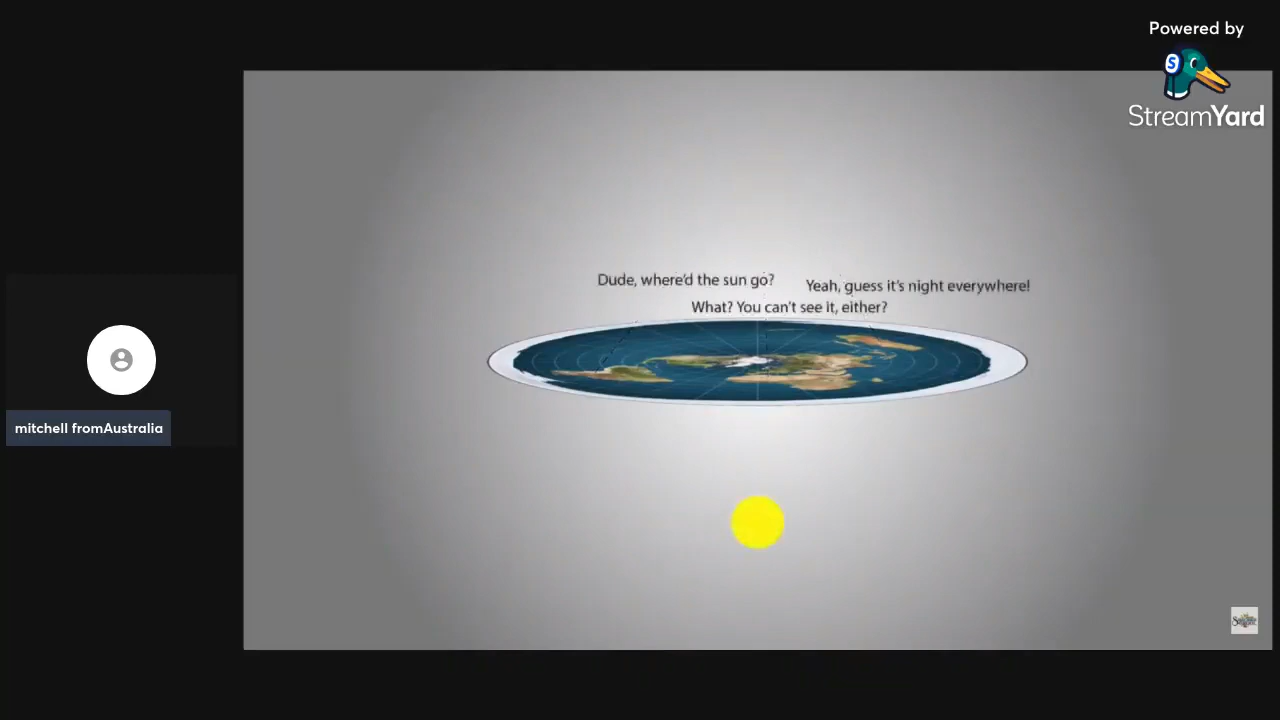 Powered by
StreamYard
Dude, where'd the sun go?
Yeah, guess it's night everywhere!
What? You can't see it, either?
mitchell fromAustralia